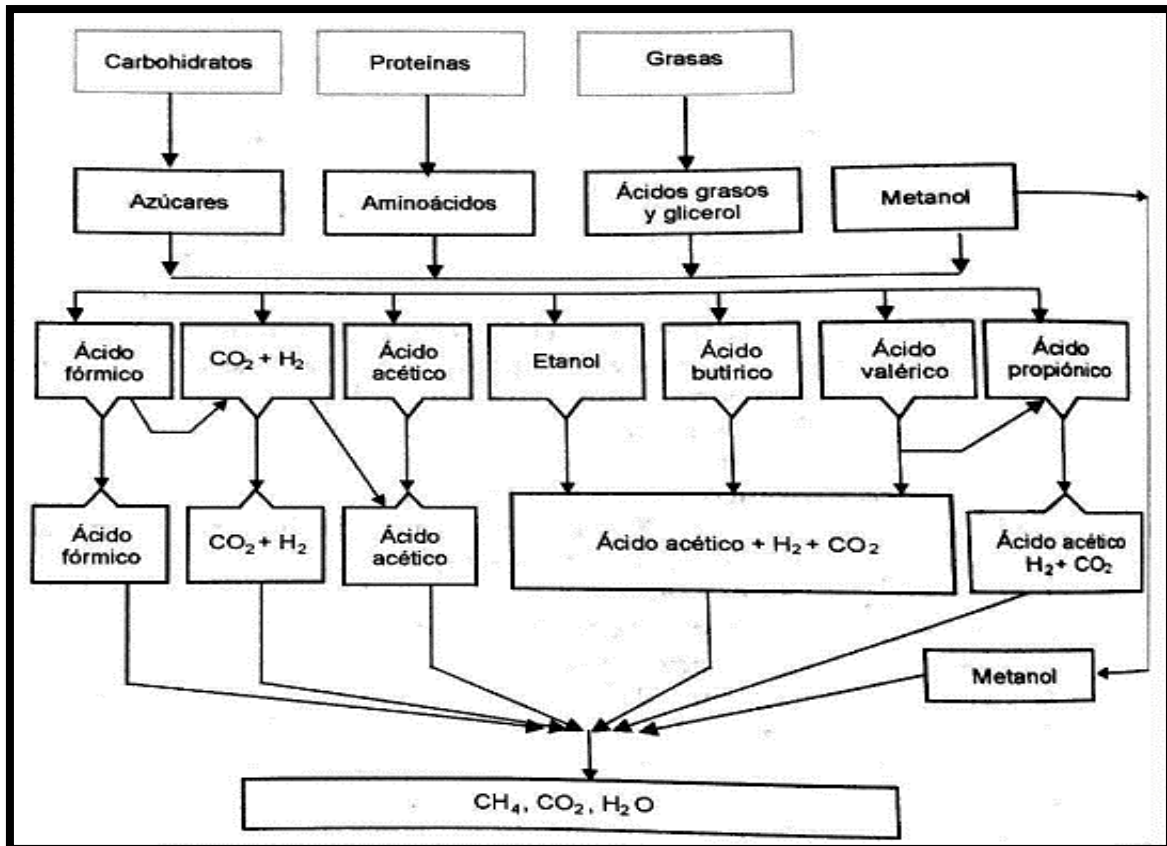 Carbohidratos
Proteínas
Grasas
Azúcares
Aminoácidos
Ácidos grasos
y glicerol
Metanol
Ácido
fórmico
CO₂ + H₂
Ácido
acético
Etanol
Ácido
butírico
Ácido
valérico
Ácido
propiónico
Ácido
fórmico
CO₂ + H₂
Ácido
acético
Ácido acético + H₂ + CO₂
Ácido acético
H₂ + CO₂
Metanol
CH₄, CO₂, H₂O